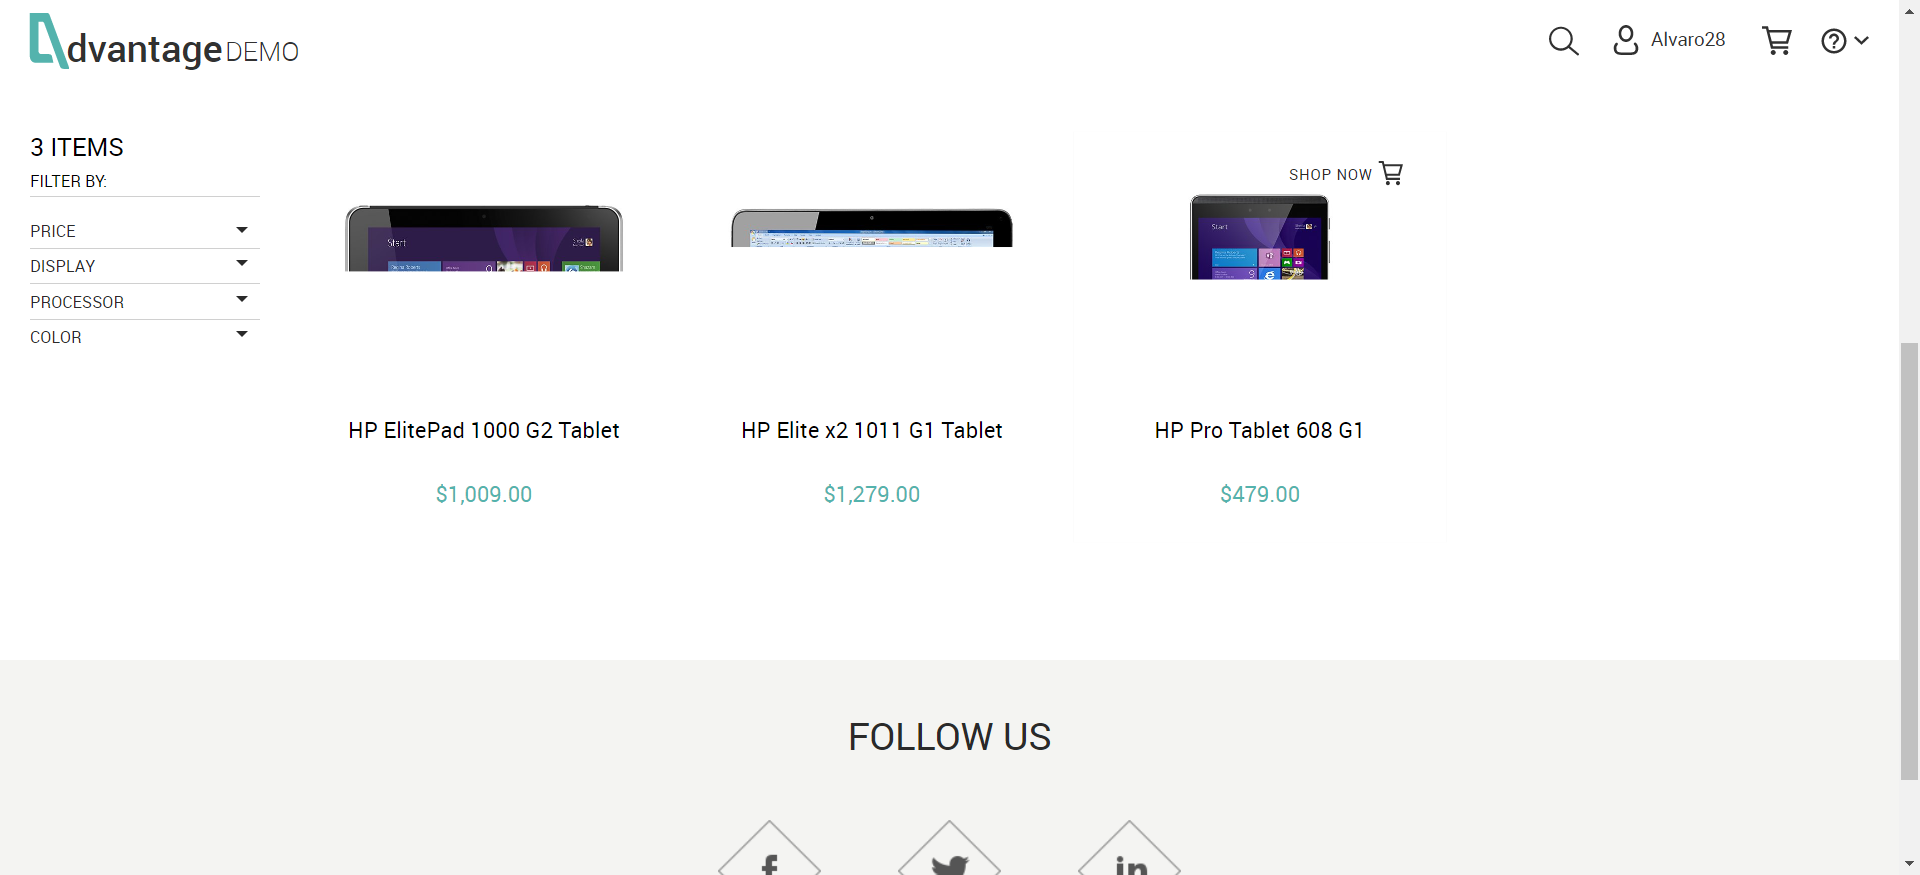 dvantage DEMO
Alvaro28
3 ITEMS
FILTER BY:
PRICE
DISPLAY
PROCESSOR
COLOR
SHOP NOW
Start
Start
HP ElitePad 1000 G2 Tablet
HP Elite x2 1011 G1 Tablet
HP Pro Tablet 608 G1
$1,009.00
$1,279.00
$479.00
FOLLOW US